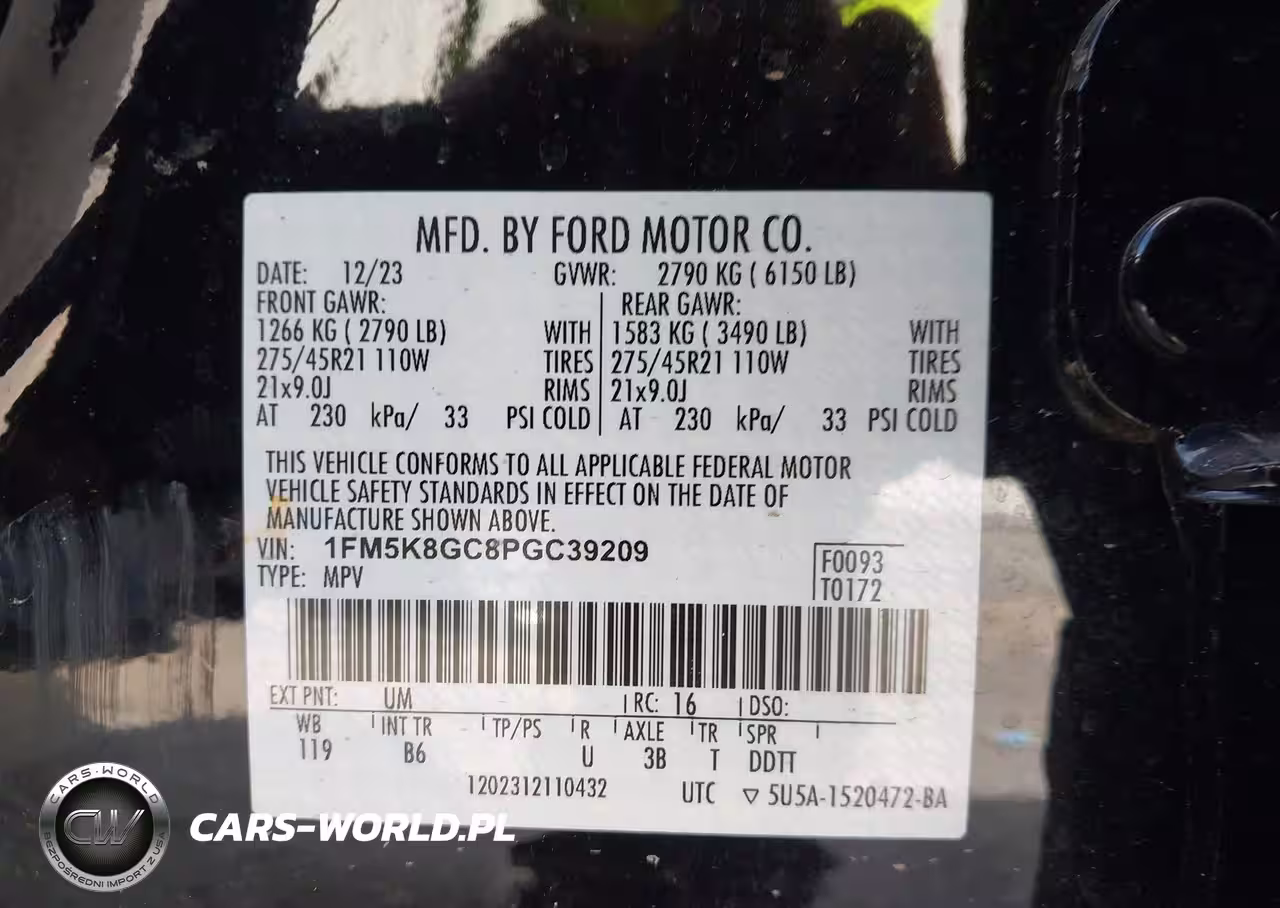 MFD. BY FORD MOTOR CO.
DATE: 12/23 GVWR: 2790 KG ( 6150 LB)
FRONT GAWR: REAR GAWR:
1266 KG ( 2790 LB) WITH 1583 KG ( 3490 LB) WITH
275/45R21 110W TIRES 275/45R21 110W TIRES
21x9.0J RIMS 21x9.0J RIMS
AT 230 kPa/ 33 PSI COLD AT 230 kPa/ 33 PSI COLD
THIS VEHICLE CONFORMS TO ALL APPLICABLE FEDERAL MOTOR
VEHICLE SAFETY STANDARDS IN EFFECT ON THE DATE OF
MANUFACTURE SHOWN ABOVE.
VIN: 1FM5K8GC8PGC39209
TYPE: MPV
F0093
T0172
EXT PNT: UM RC: 16 DSO:
WB INT TR TP/PS R AXLE TR SPR
119 B6 U 3B T DDTT
1202312110432 UTC ▽ 5U5A-1520472-BA
CARS-WORLD
CW
BEZPOŚREDNI IMPORT Z USA
CARS-WORLD.PL